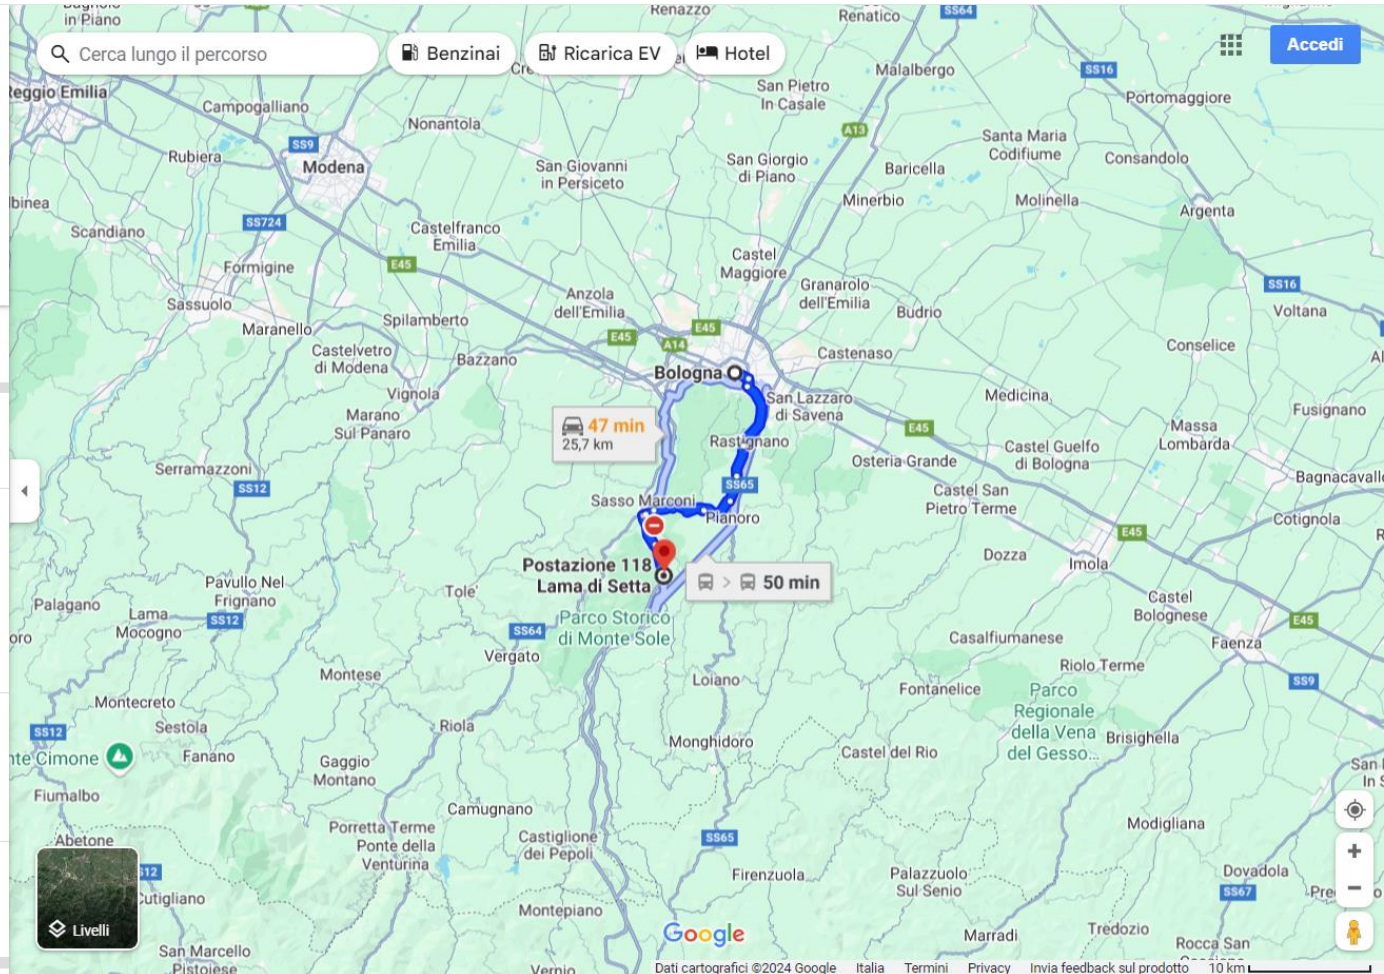 in Piano
Renazzo
Renatico
SS64
Cerca lungo il percorso
Benzinai
Ricarica EV
Hotel
Accedi
SS16
Malalbergo
Reggio Emilia
Campogalliano
San Pietro
In Casale
Portomaggiore
Nonantola
A13
SS9
Santa Maria
Codifiume
Rubiera
Modena
San Giovanni
in Persiceto
San Giorgio
di Piano
Baricella
Consandolo
Minerbio
Molinella
Argenta
SS724
Scandiano
Castelfranco
Emilia
Castel
Maggiore
Formigine
E45
Granarolo
dell'Emilia
SS16
Anzola
dell'Emilia
Sassuolo
Budrio
Voltana
Maranello
Spilamberto
E45
E45
A14
Castelvetro
di Modena
Bazzano
Castenaso
Conselice
Bologna
Vignola
San Lazzaro
di Savena
Medicina
Fusignano
Marano
Sul Panaro
47 min
25,7 km
E45
Massa
Lombarda
Rastignano
Castel Guelfo
di Bologna
Osteria Grande
Serramazzoni
SS12
SS65
Bagnacavallo
Sasso Marconi
Castel San
Pietro Terme
Pianoro
Cotignola
E45
Dozza
Imola
Postazione 118
Lama di Setta
50 min
Pavullo Nel
Frignano
Tole'
Palagano
Lama
Mocogno
SS12
Castel
Bolognese
Parco Storico
di Monte Sole
SS64
E45
Casalfiumanese
Faenza
Vergato
Riolo Terme
Montese
Loiano
Fontanelice
SS9
Parco
Regionale
della Vena
del Gesso...
Montecreto
Sestola
SS12
Riola
Monghidoro
Castel del Rio
Brisighella
nte Cimone
Fanano
Gaggio
Montano
Fiumalbo
Camugnano
Porretta Terme
Ponte della
Venturina
Castiglione
dei Pepoli
SS65
Modigliana
Abetone
Firenzuola
Palazzuolo
Sul Senio
Dovadola
SS67
Cutigliano
Livelli
Montepiano
Google
Marradi
Tredozio
Rocca San
San Marcello
Pistoiese
Vernio
Dati cartografici ©2024 Google
Italia
Termini
Privacy
Invia feedback sul prodotto
10 km